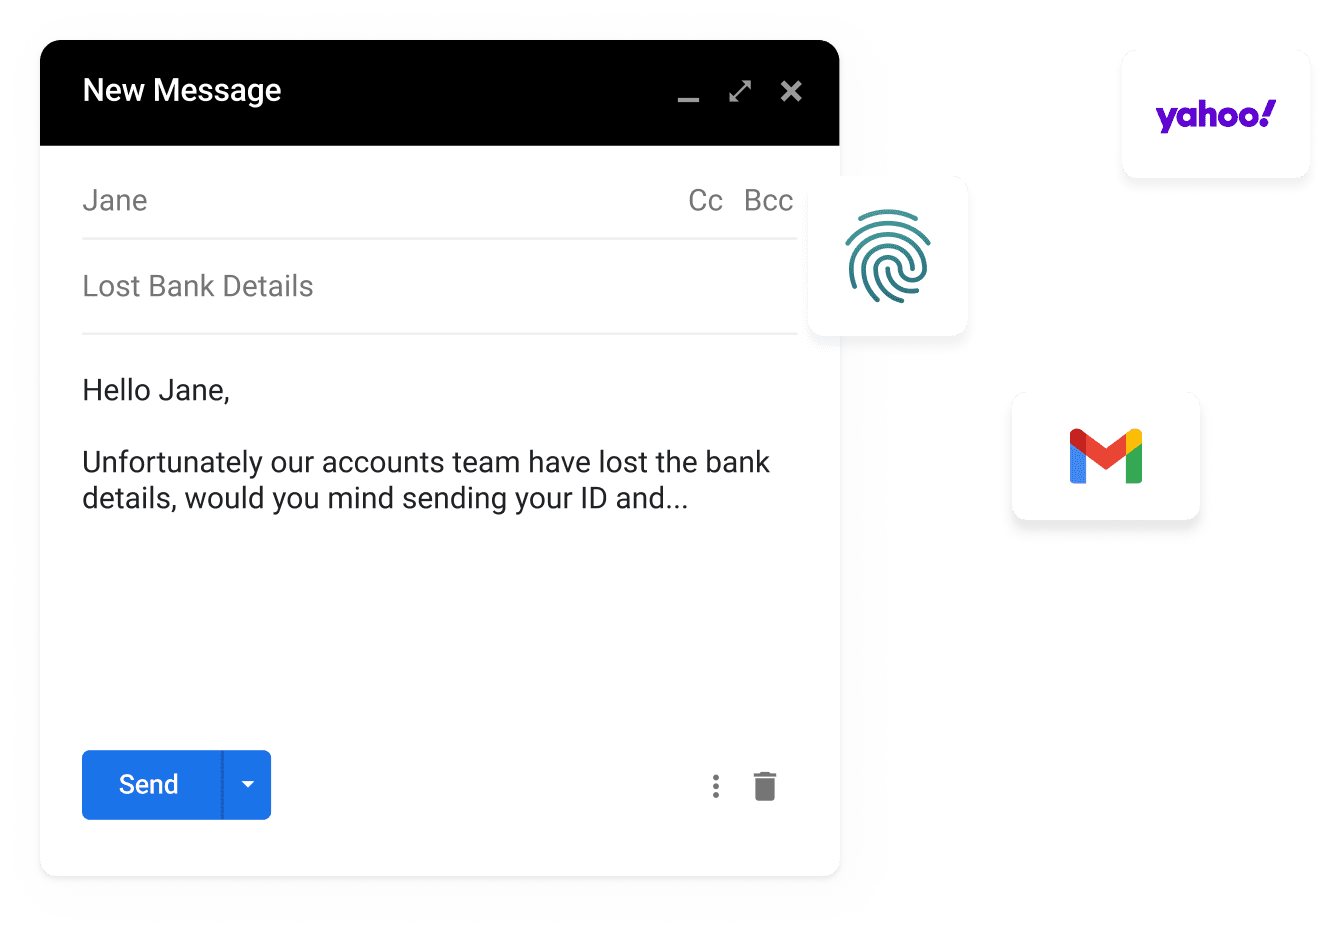 New Message
yahoo!
Jane Cc Bcc
Lost Bank Details
Hello Jane,
Unfortunately our accounts team have lost the bank
details, would you mind sending your ID and...
Send